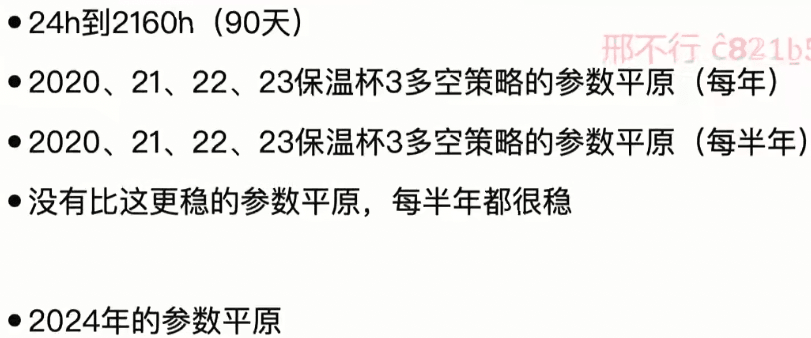 • 24h到2160h（90天）
邢不行
• 2020、21、22、23保温杯3多空策略的参数平原（每年）
• 2020、21、22、23保温杯3多空策略的参数平原（每半年）
• 没有比这更稳的参数平原，每半年都很稳
• 2024年的参数平原